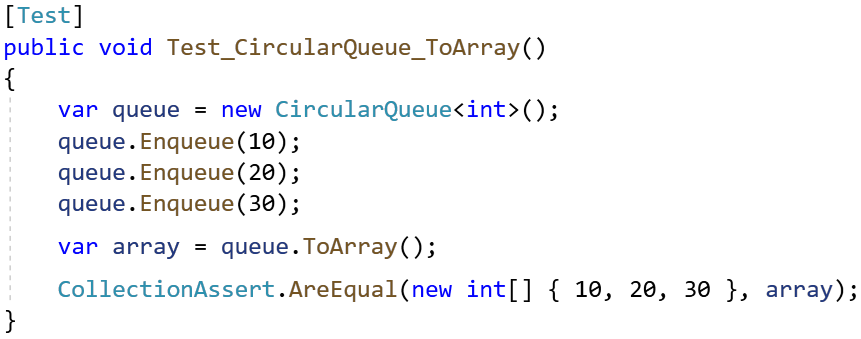 [Test]
public void Test_CircularQueue_ToArray()
{
    var queue = new CircularQueue<int>();
    queue.Enqueue(10);
    queue.Enqueue(20);
    queue.Enqueue(30);
    var array = queue.ToArray();
    CollectionAssert.AreEqual(new int[] { 10, 20, 30 }, array);
}